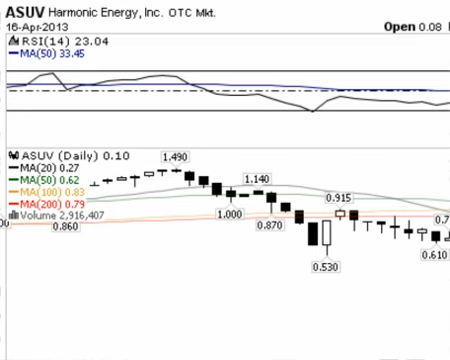 ASUV Harmonic Energy, Inc. OTC Mkt.
16-Apr-2013 Open 0.08
RSI(14) 23.04
MA(50) 33.45
ASUV (Daily) 0.10
MA(20) 0.27
MA(50) 0.62
MA(100) 0.83
MA(200) 0.79
Volume 2,916,407
1.490
1.140
0.915
1.000
0.870
0.860
0.530
0.610